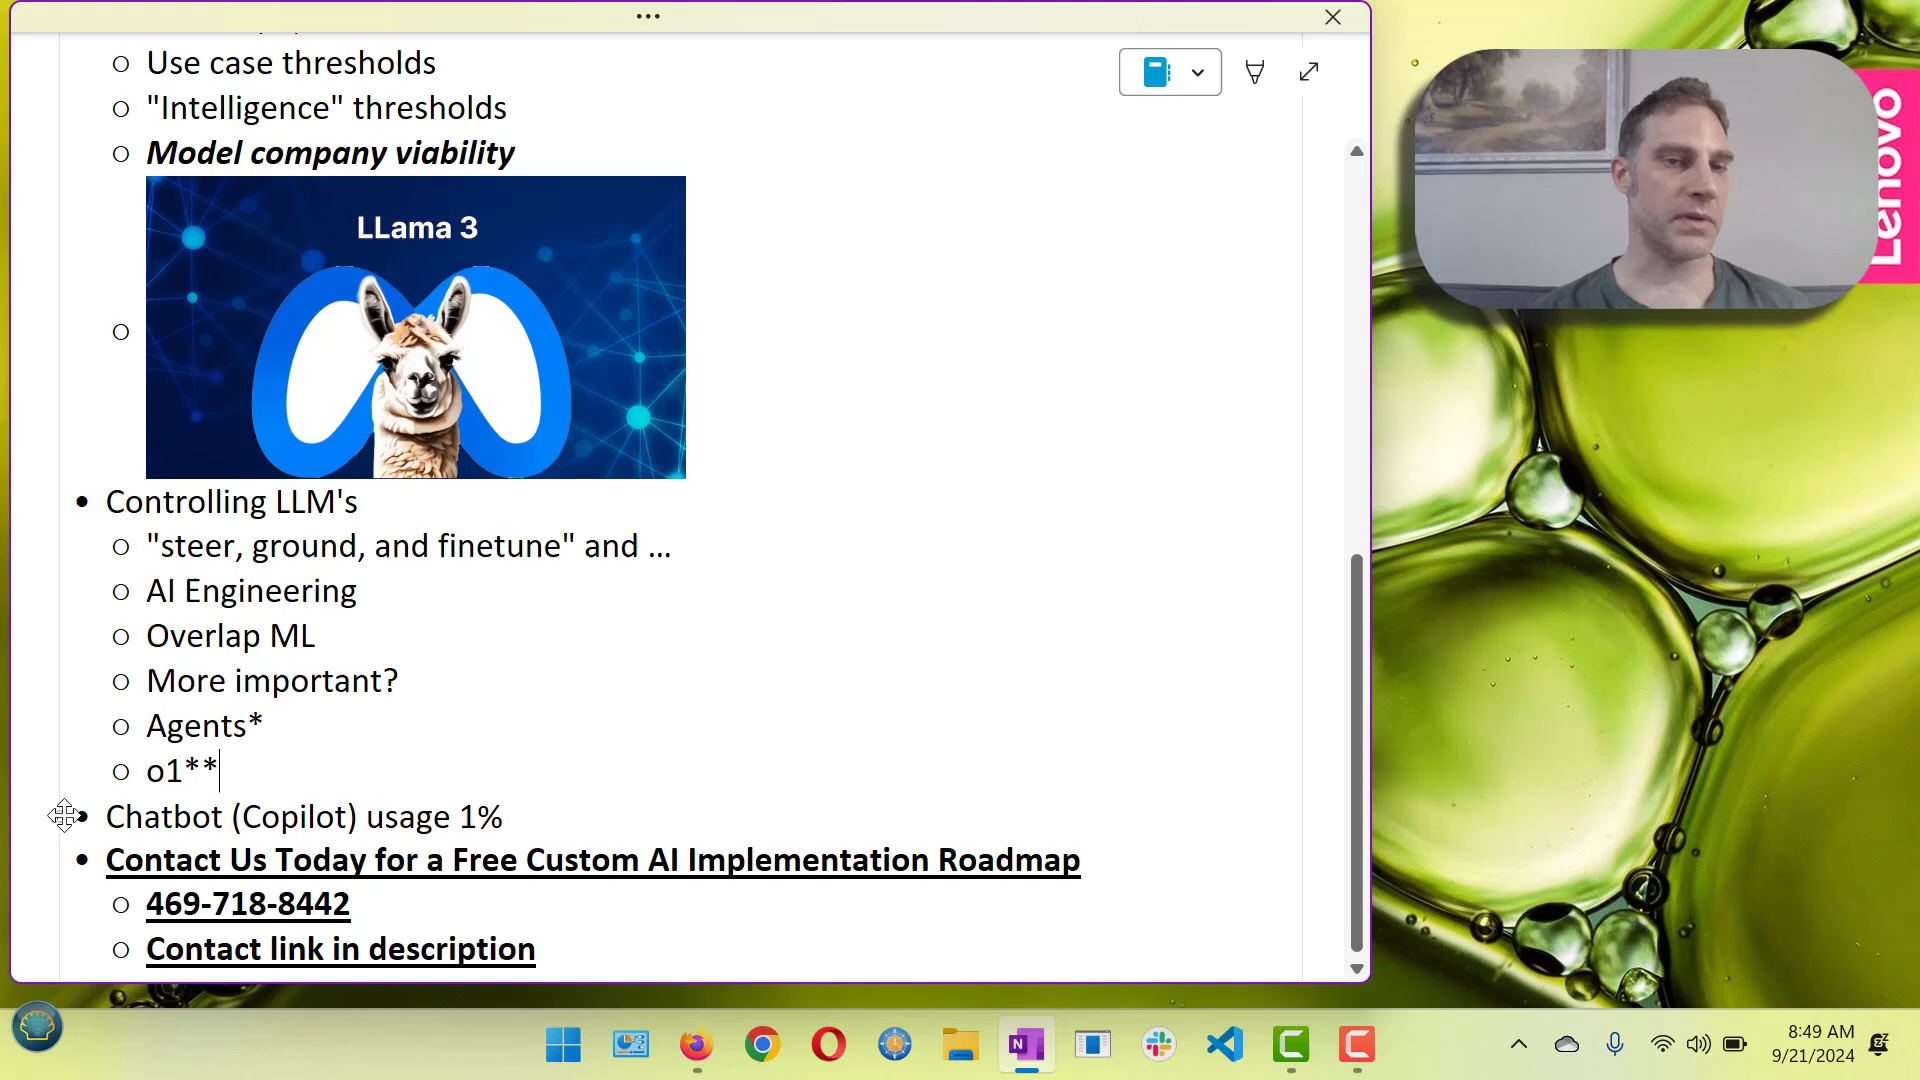 Use case thresholds
"Intelligence" thresholds
Model company viability
LLama 3
Controlling LLM's
"steer, ground, and finetune" and ...
AI Engineering
Overlap ML
More important?
Agents*
o1**
Chatbot (Copilot) usage 1%
Contact Us Today for a Free Custom AI Implementation Roadmap
469-718-8442
Contact link in description
Lenovo
N
8:49 AM
9/21/2024